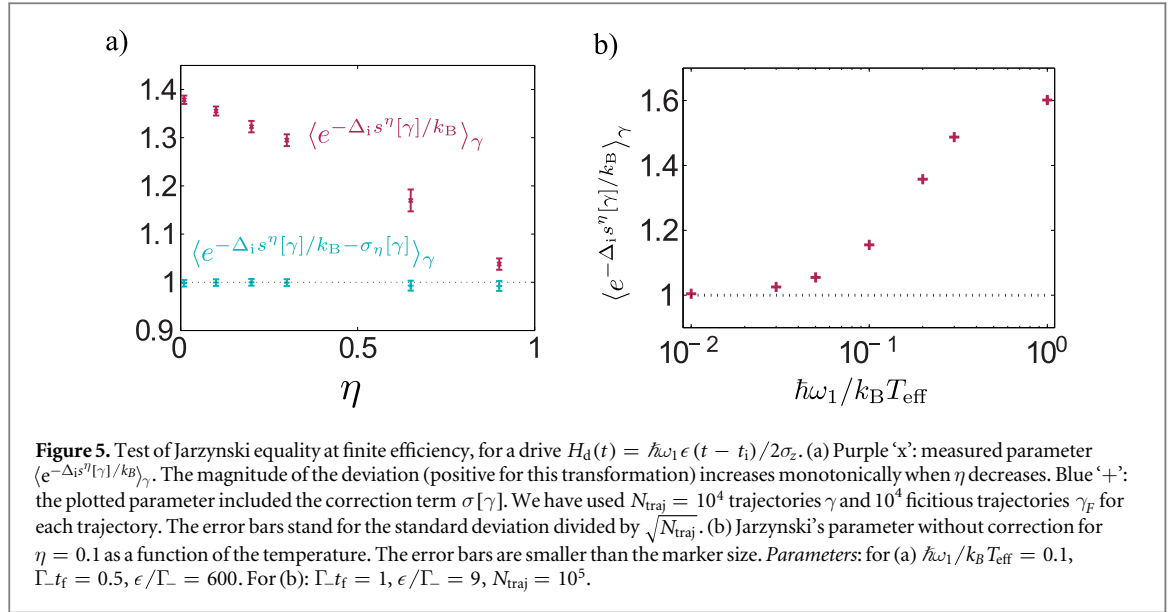 a)
b)
1.4
1.3
1.2
1.1
1
0.9
0
0.5
1
η
⟨e^{−Δ_i s^η[γ]/k_B}⟩_γ
⟨e^{−Δ_i s^η[γ]/k_B−σ_η[γ]}⟩_γ
⟨e^{−Δ_i s^η[γ]/k_B}⟩_γ
1.6
1.4
1.2
1
10^{−2}
10^{−1}
10^{0}
ℏω_1/k_BT_eff
Figure 5. Test of Jarzynski equality at finite efficiency, for a drive H_d(t) = ℏω_1ϵ(t − t_i)/2σ_z. (a) Purple ‘x’: measured parameter
⟨e^{−Δ_i s^η[γ]/k_B}⟩_γ. The magnitude of the deviation (positive for this transformation) increases monotonically when η decreases. Blue ‘+’:
the plotted parameter included the correction term σ[γ]. We have used N_traj = 10^4 trajectories γ and 10^4 ficitious trajectories γ_F for
each trajectory. The error bars stand for the standard deviation divided by √N_traj. (b) Jarzynski’s parameter without correction for
η = 0.1 as a function of the temperature. The error bars are smaller than the marker size. Parameters: for (a) ℏω_1/k_BT_eff = 0.1,
Γ_−t_f = 0.5, ϵ/Γ_− = 600. For (b): Γ_−t_f = 1, ϵ/Γ_− = 9, N_traj = 10^5.